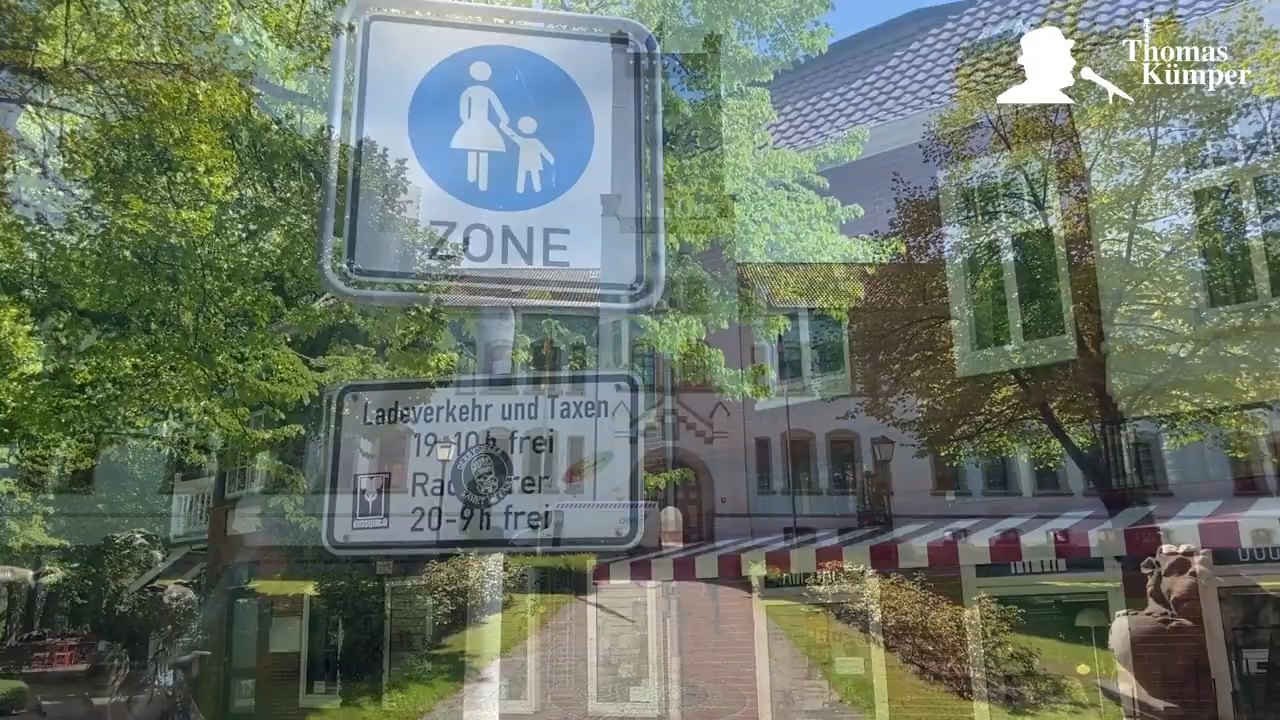 Thomas
Kümper
ZONE
Ladeverkehr und Taxen
19-10h frei
20-9h frei